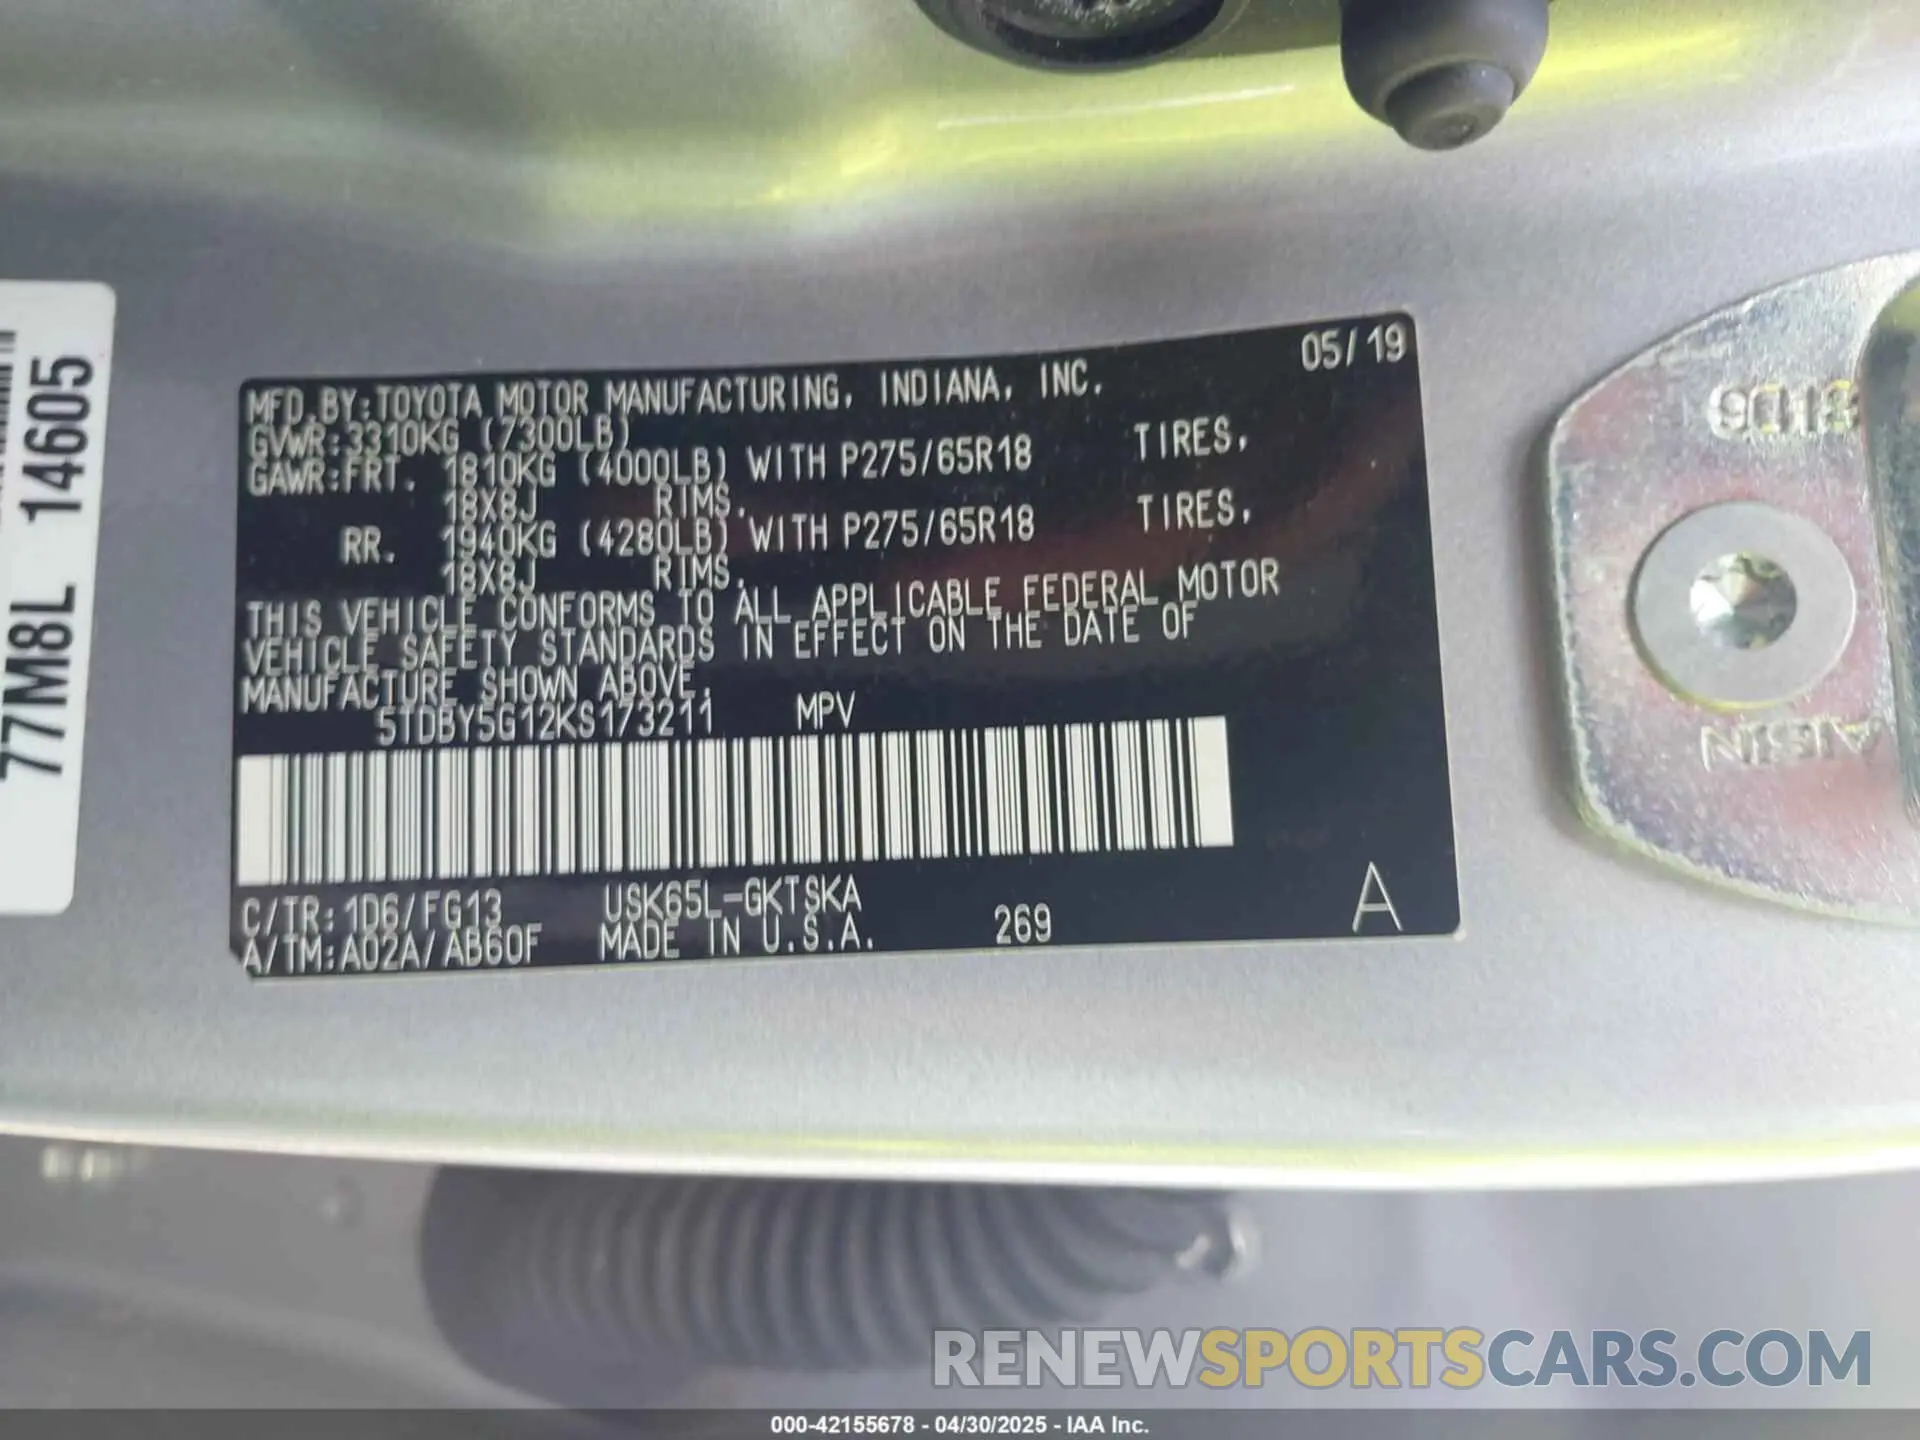 77M8L 14605
MFD.BY:TOYOTA MOTOR MANUFACTURING, INDIANA, INC. 05/19
GVWR:3310KG (7300LB)
GAWR:FRT. 1810KG (4000LB) WITH P275/65R18 TIRES,
18X8J RIMS.
RR. 1940KG (4280LB) WITH P275/65R18 TIRES,
18X8J RIMS.
THIS VEHICLE CONFORMS TO ALL APPLICABLE FEDERAL MOTOR
VEHICLE SAFETY STANDARDS IN EFFECT ON THE DATE OF
MANUFACTURE SHOWN ABOVE.
5TDBY5G12KS173211 MPV
C/TR:1D6/FG13 USK65L-GKTSKA
A/TM:A02A/AB60F MADE IN U.S.A. 269 A
AISIN
RENEWSPORTSCARS.COM
000-42155678 - 04/30/2025 - IAA Inc.